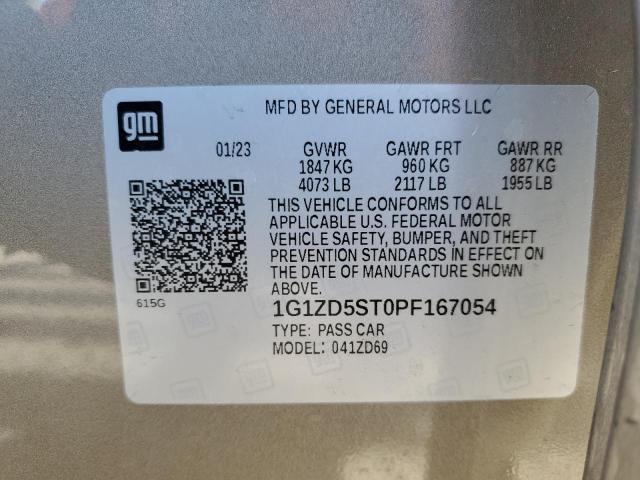 gm
MFD BY GENERAL MOTORS LLC
01/23 GVWR GAWR FRT GAWR RR
1847 KG 960 KG 887 KG
4073 LB 2117 LB 1955 LB
THIS VEHICLE CONFORMS TO ALL
APPLICABLE U.S. FEDERAL MOTOR
VEHICLE SAFETY, BUMPER, AND THEFT
PREVENTION STANDARDS IN EFFECT ON
THE DATE OF MANUFACTURE SHOWN
ABOVE.
615G
1G1ZD5ST0PF167054
TYPE: PASS CAR
MODEL: 041ZD69